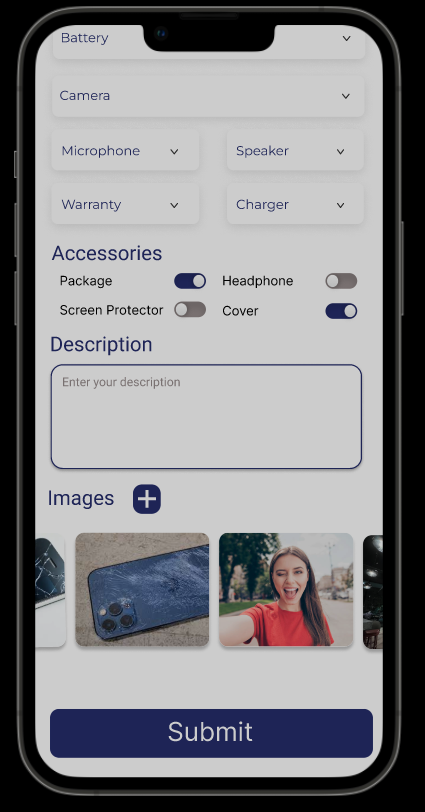 Battery
Camera
Microphone Speaker
Warranty Charger
Accessories
Package Headphone
Screen Protector Cover
Description
Enter your description
Images
Submit